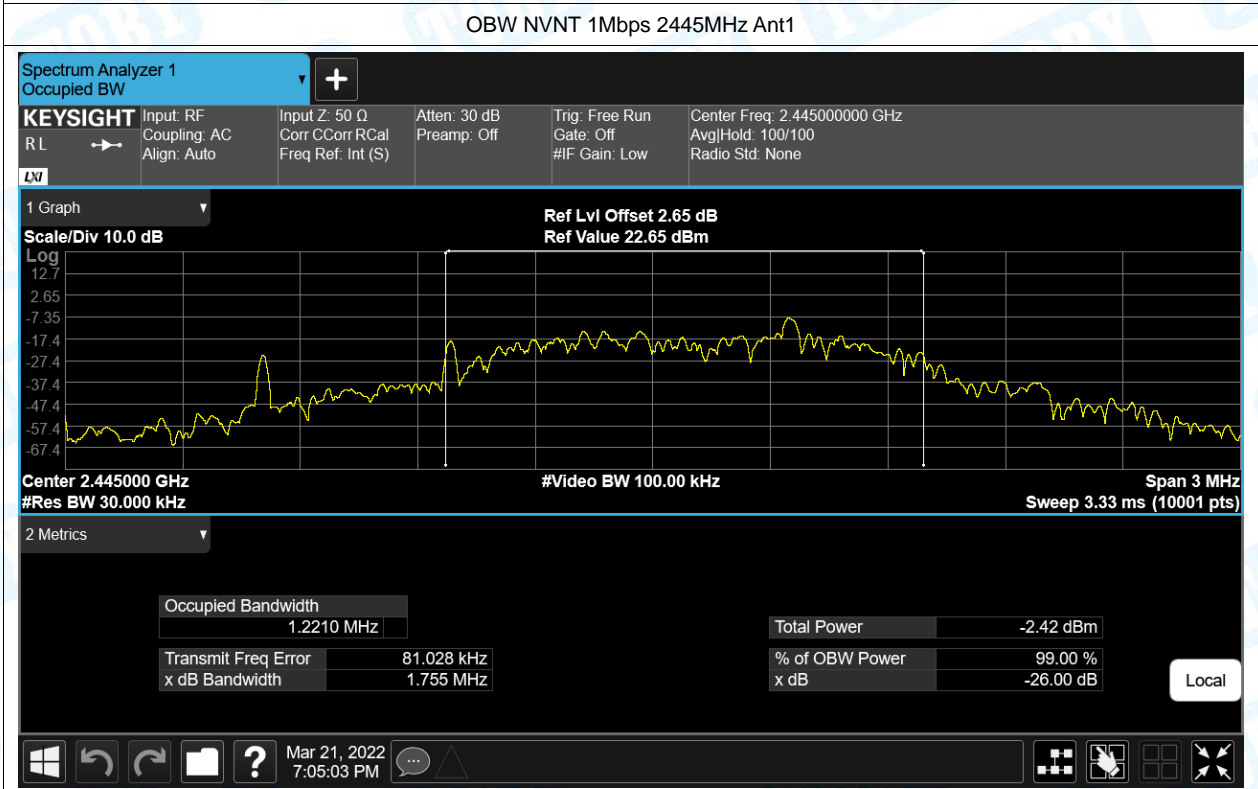 OBW NVNT 1Mbps 2445MHz Ant1
Spectrum Analyzer 1
Occupied BW
KEYSIGHT
RL
LXI
Input: RF
Coupling: AC
Align: Auto
Input Z: 50 Ω
Corr CCorr RCal
Freq Ref: Int (S)
Atten: 30 dB
Preamp: Off
Trig: Free Run
Gate: Off
#IF Gain: Low
Center Freq: 2.445000000 GHz
Avg|Hold: 100/100
Radio Std: None
1 Graph
Scale/Div 10.0 dB
Ref Lvl Offset 2.65 dB
Ref Value 22.65 dBm
Log
12.7
2.65
-7.35
-17.4
-27.4
-37.4
-47.4
-57.4
-67.4
Center 2.445000 GHz
#Video BW 100.00 kHz
Span 3 MHz
#Res BW 30.000 kHz
Sweep 3.33 ms (10001 pts)
2 Metrics
Occupied Bandwidth
1.2210 MHz
Total Power -2.42 dBm
Transmit Freq Error 81.028 kHz
% of OBW Power 99.00 %
x dB Bandwidth 1.755 MHz
x dB -26.00 dB
Local
Mar 21, 2022
7:05:03 PM